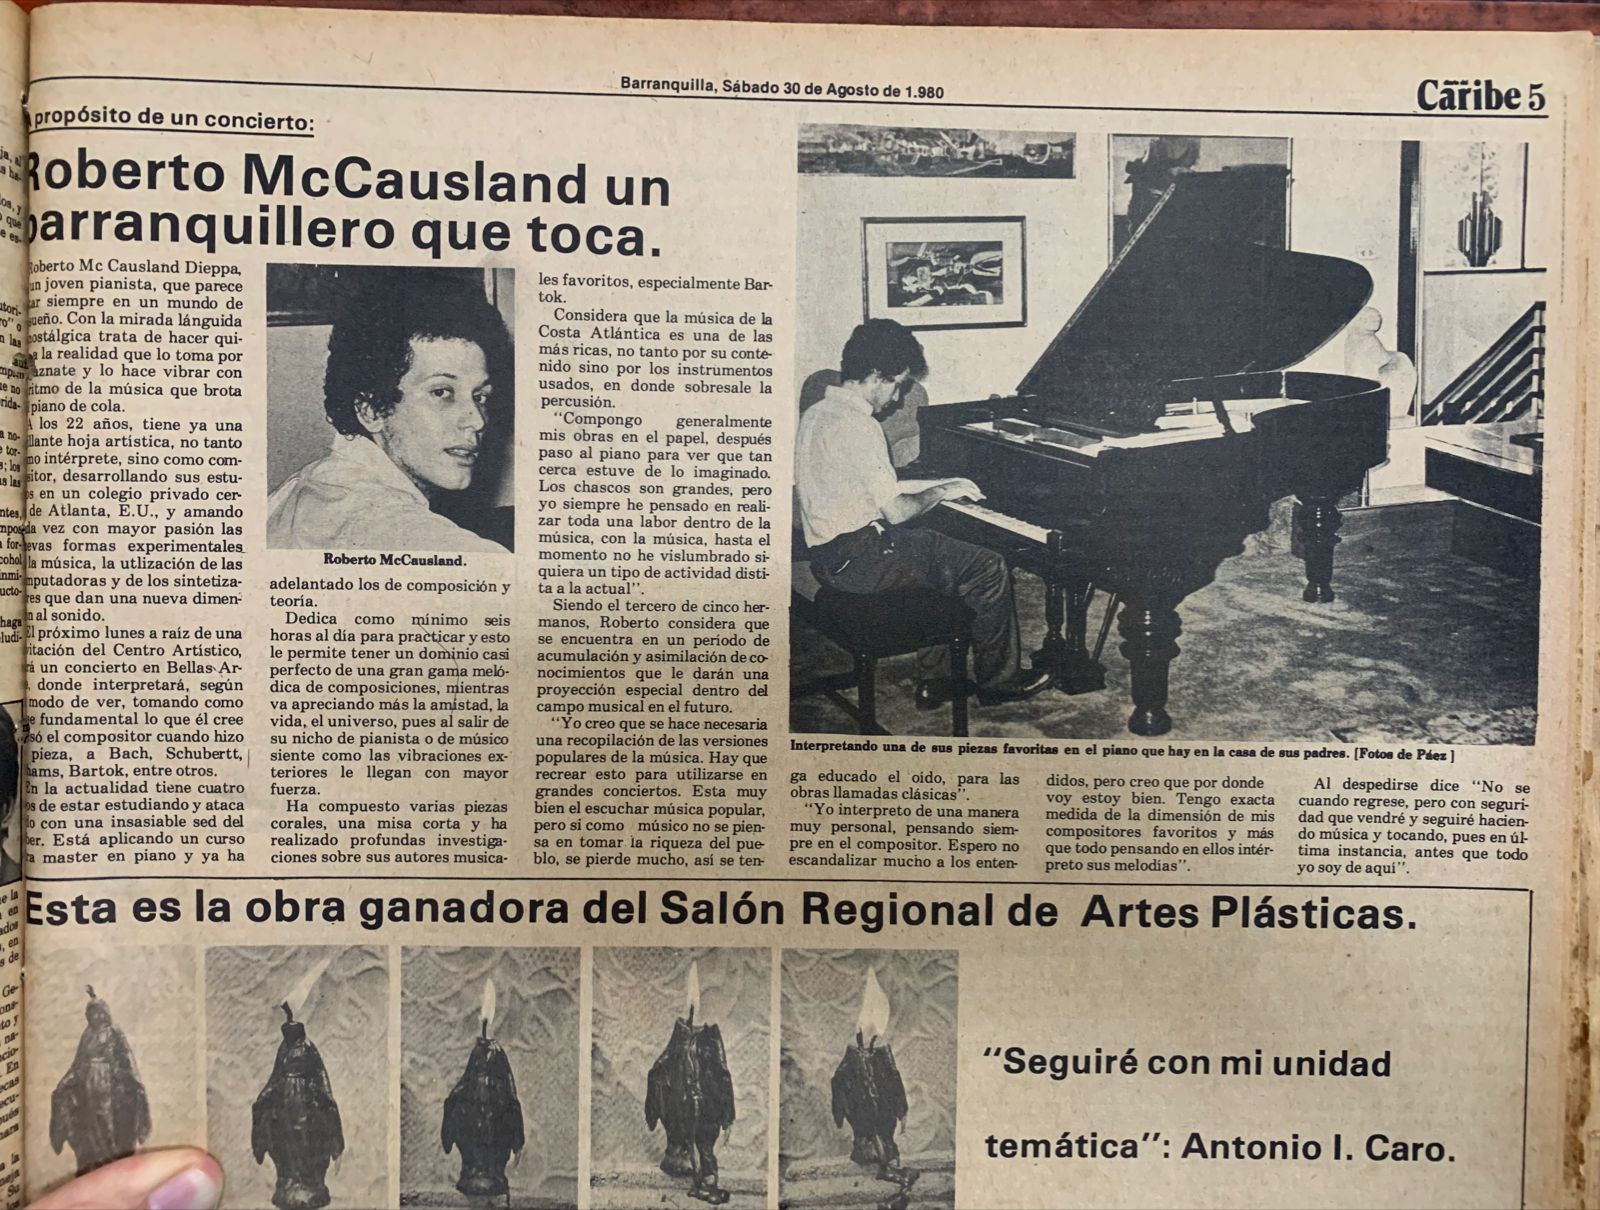 Barranquilla, Sábado 30 de Agosto de 1.980
Caribe 5
propósito de un concierto:
Roberto McCausland un
barranquillero que toca.
Roberto Mc Causland Dieppa,
un joven pianista, que parece
ar siempre en un mundo de
sueño. Con la mirada lánguida
nostálgica trata de hacer qui-
a la realidad que lo toma por
aznate y lo hace vibrar con
ritmo de la música que brota
piano de cola.
A los 22 años, tiene ya una
llante hoja artística, no tanto
mo intérprete, sino como com-
sitor, desarrollando sus estu-
s en un colegio privado cer-
de Atlanta, E.U., y amando
da vez con mayor pasión las
evas formas experimentales
la música, la utlización de las
mputadoras y de los sintetiza-
res que dan una nueva dimen-
n al sonido.
El próximo lunes a raíz de una
vitación del Centro Artístico,
rá un concierto en Bellas Ar-
, donde interpretará, según
modo de ver, tomando como
e fundamental lo que él cree
só el compositor cuando hizo
pieza, a Bach, Schubertt,
hams, Bartok, entre otros.
En la actualidad tiene cuatro
os de estar estudiando y ataca
lo con una insasiable sed del
ber. Está aplicando un curso
ra master en piano y ya ha
Roberto McCausland.
adelantado los de composición y
teoría.
Dedica como mínimo seis
horas al día para practicar y esto
le permite tener un dominio casi
perfecto de una gran gama meló-
dica de composiciones, mientras
va apreciando más la amistad, la
vida, el universo, pues al salir de
su nicho de pianista o de músico
siente como las vibraciones ex-
teriores le llegan con mayor
fuerza.
Ha compuesto varias piezas
corales, una misa corta y ha
realizado profundas investiga-
ciones sobre sus autores musica-
les favoritos, especialmente Bar-
tok.
Considera que la música de la
Costa Atlántica es una de las
más ricas, no tanto por su conte-
nido sino por los instrumentos
usados, en donde sobresale la
percusión.
"Compongo generalmente
mis obras en el papel, después
paso al piano para ver que tan
cerca estuve de lo imaginado.
Los chascos son grandes, pero
yo siempre he pensado en reali-
zar toda una labor dentro de la
música, con la música, hasta el
momento no he vislumbrado si-
quiera un tipo de actividad disti-
ta a la actual".
Siendo el tercero de cinco her-
manos, Roberto considera que
se encuentra en un período de
acumulación y asimilación de co-
nocimientos que le darán una
proyección especial dentro del
campo musical en el futuro.
"Yo creo que se hace necesaria
una recopilación de las versiones
populares de la música. Hay que
recrear esto para utilizarse en
grandes conciertos. Esta muy
bien el escuchar música popular,
pero si como músico no se pien-
sa en tomar la riqueza del pue-
blo, se pierde mucho, así se ten-
Interpretando una de sus piezas favoritas en el piano que hay en la casa de sus padres. [Fotos de Páez ]
ga educado el oido, para las
obras llamadas clásicas".
"Yo interpreto de una manera
muy personal, pensando siem-
pre en el compositor. Espero no
escandalizar mucho a los enten-
didos, pero creo que por donde
voy estoy bien. Tengo exacta
medida de la dimensión de mis
compositores favoritos y más
que todo pensando en ellos intér-
preto sus melodías".
Al despedirse dice "No se
cuando regrese, pero con seguri-
dad que vendré y seguiré hacien-
do música y tocando, pues en úl-
tima instancia, antes que todo
yo soy de aquí".
Esta es la obra ganadora del Salón Regional de Artes Plásticas.
"Seguiré con mi unidad
temática": Antonio I. Caro.